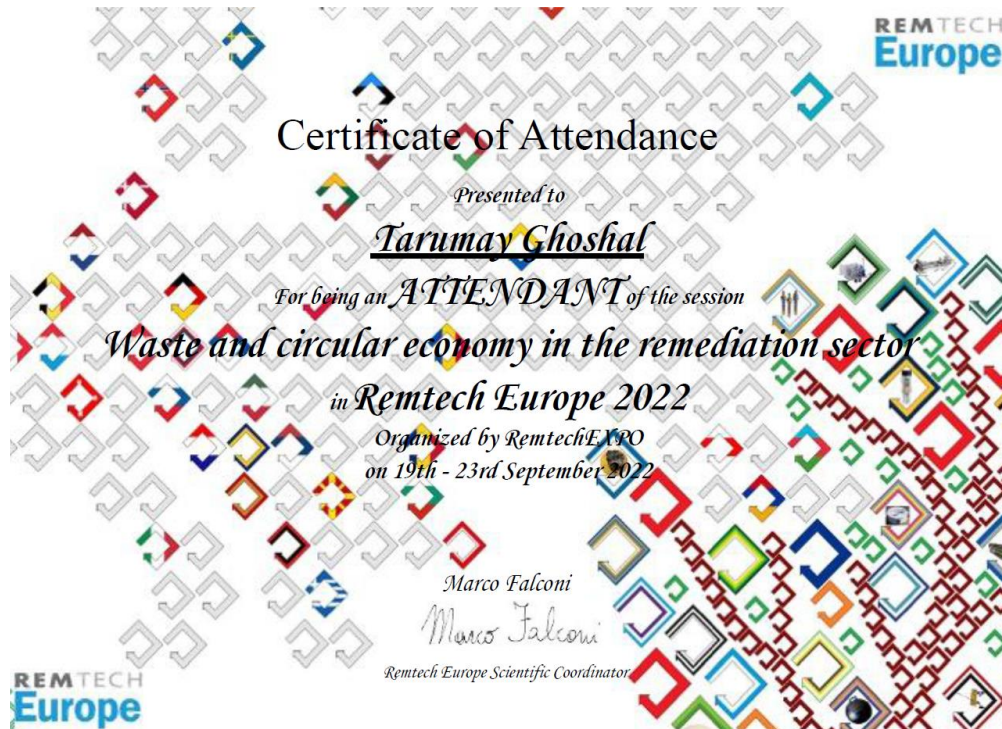 REMTECH
Europe
Certificate of Attendance
Presented to
Tarumay Ghoshal
For being an ATTENDANT of the session
Waste and circular economy in the remediation sector
in Remtech Europe 2022
Organized by RemtechEXPO
on 19th - 23rd September 2022
Marco Falconi
Marco Falconi
Remtech Europe Scientific Coordinator
REMTECH
Europe